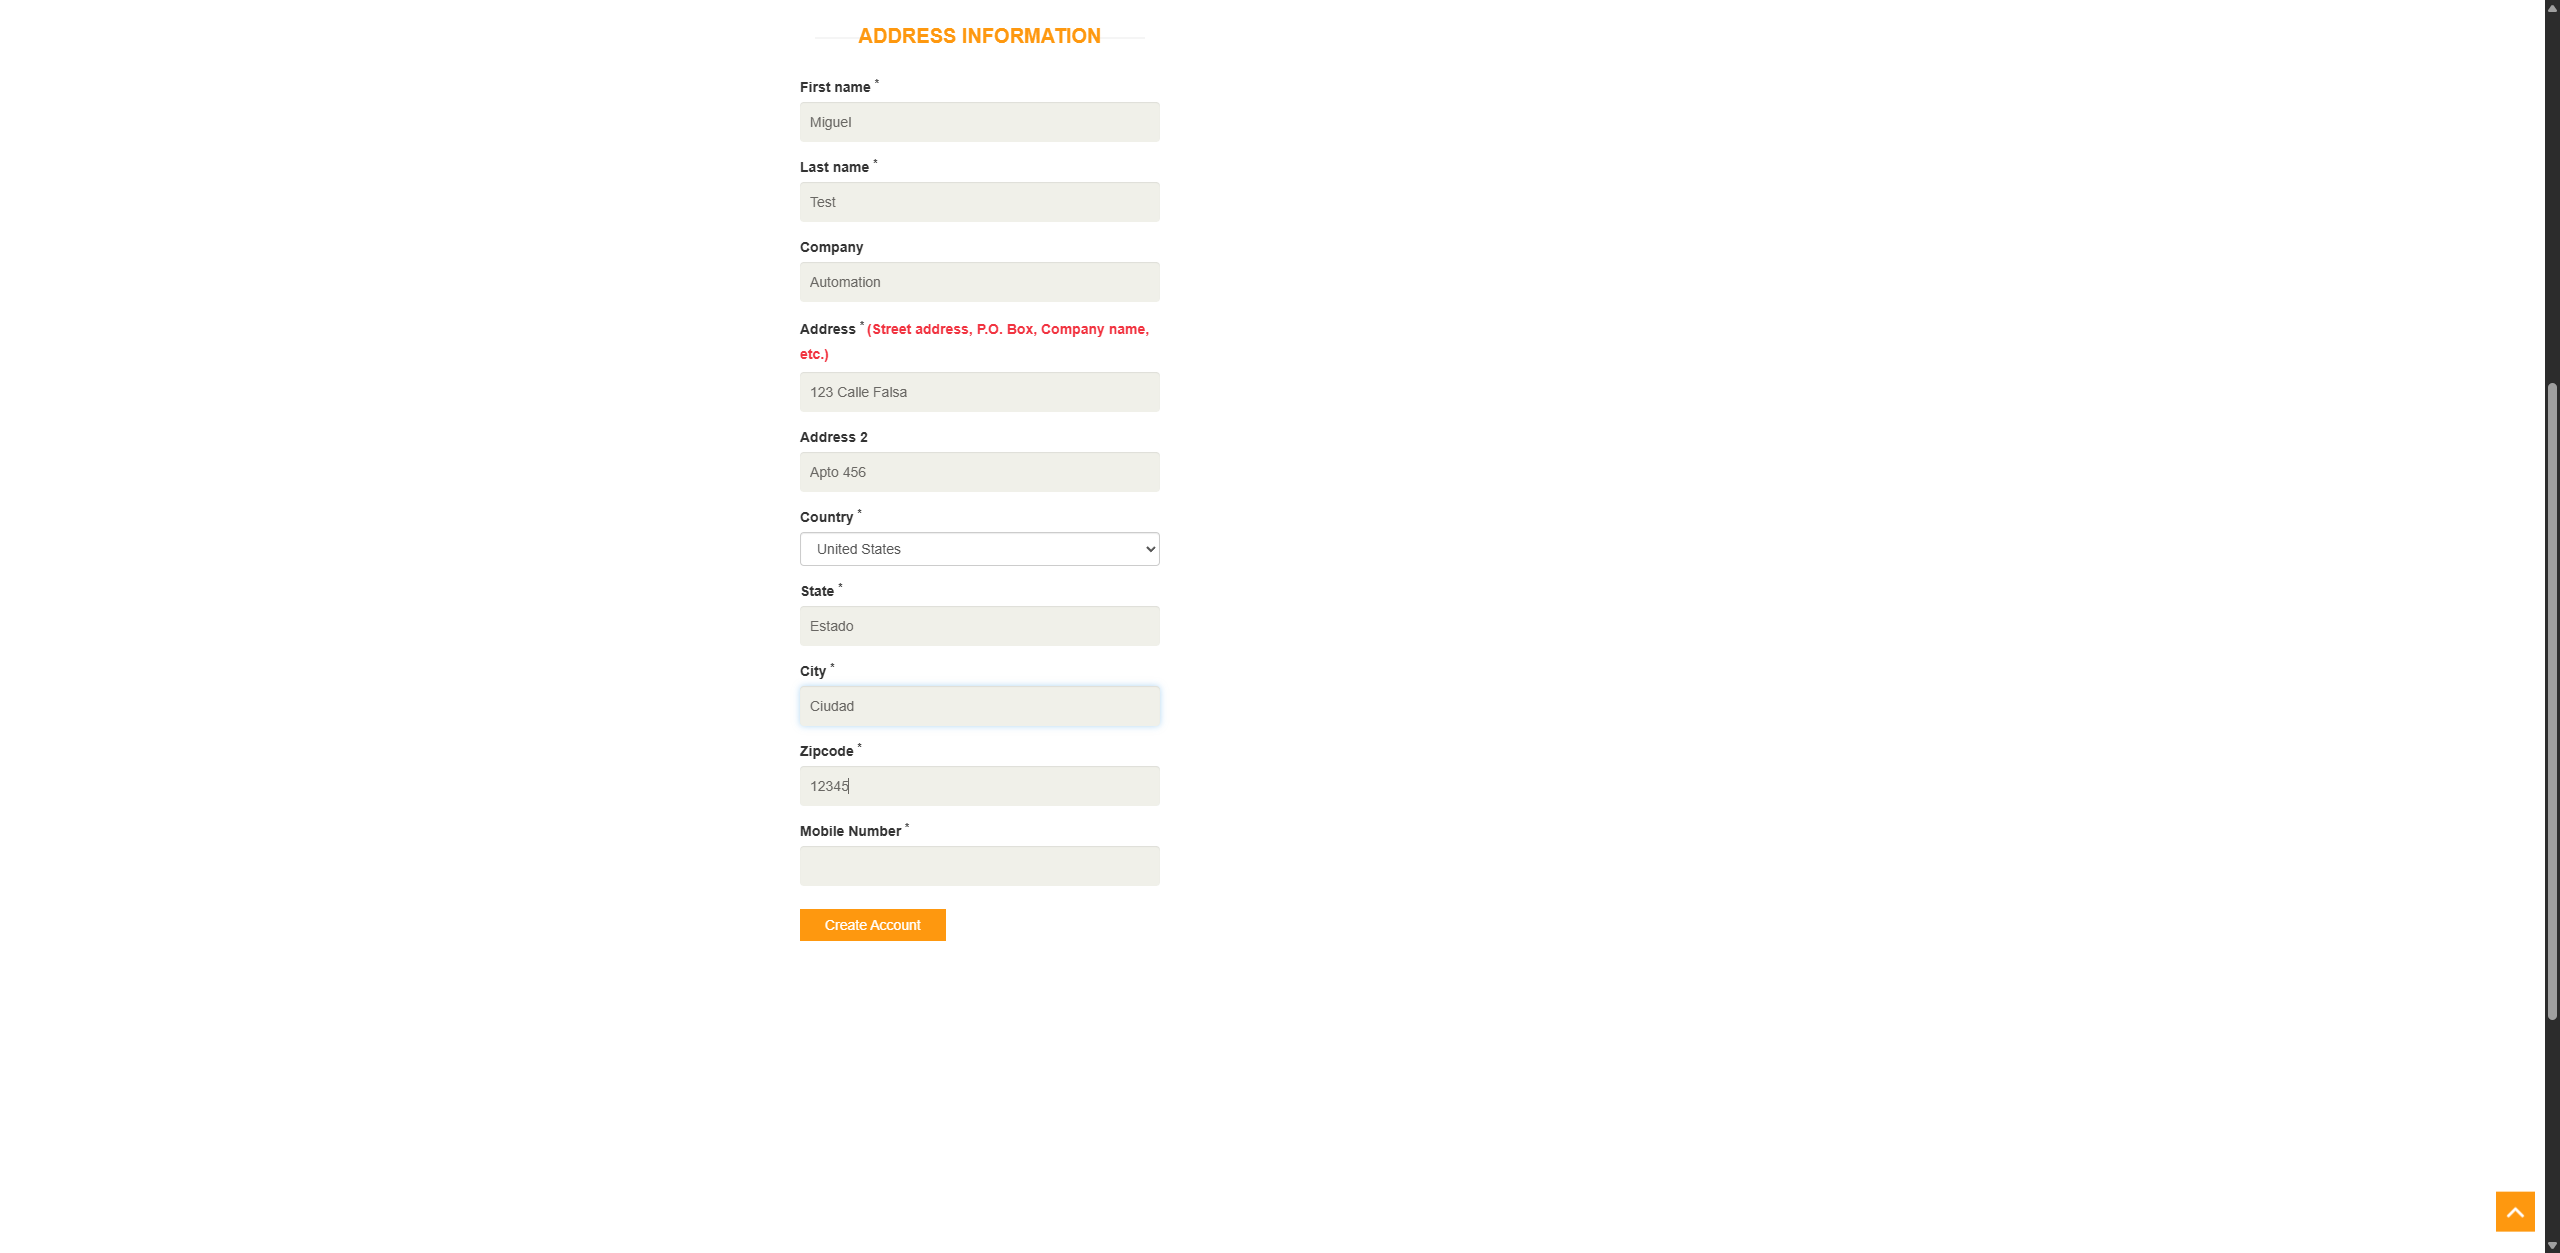 ADDRESS INFORMATION
First name *
Miguel
Last name *
Test
Company
Automation
Address * (Street address, P.O. Box, Company name,
etc.)
123 Calle Falsa
Address 2
Apto 456
Country *
United States
State *
Estado
City *
Ciudad
Zipcode *
12345
Mobile Number *
Create Account